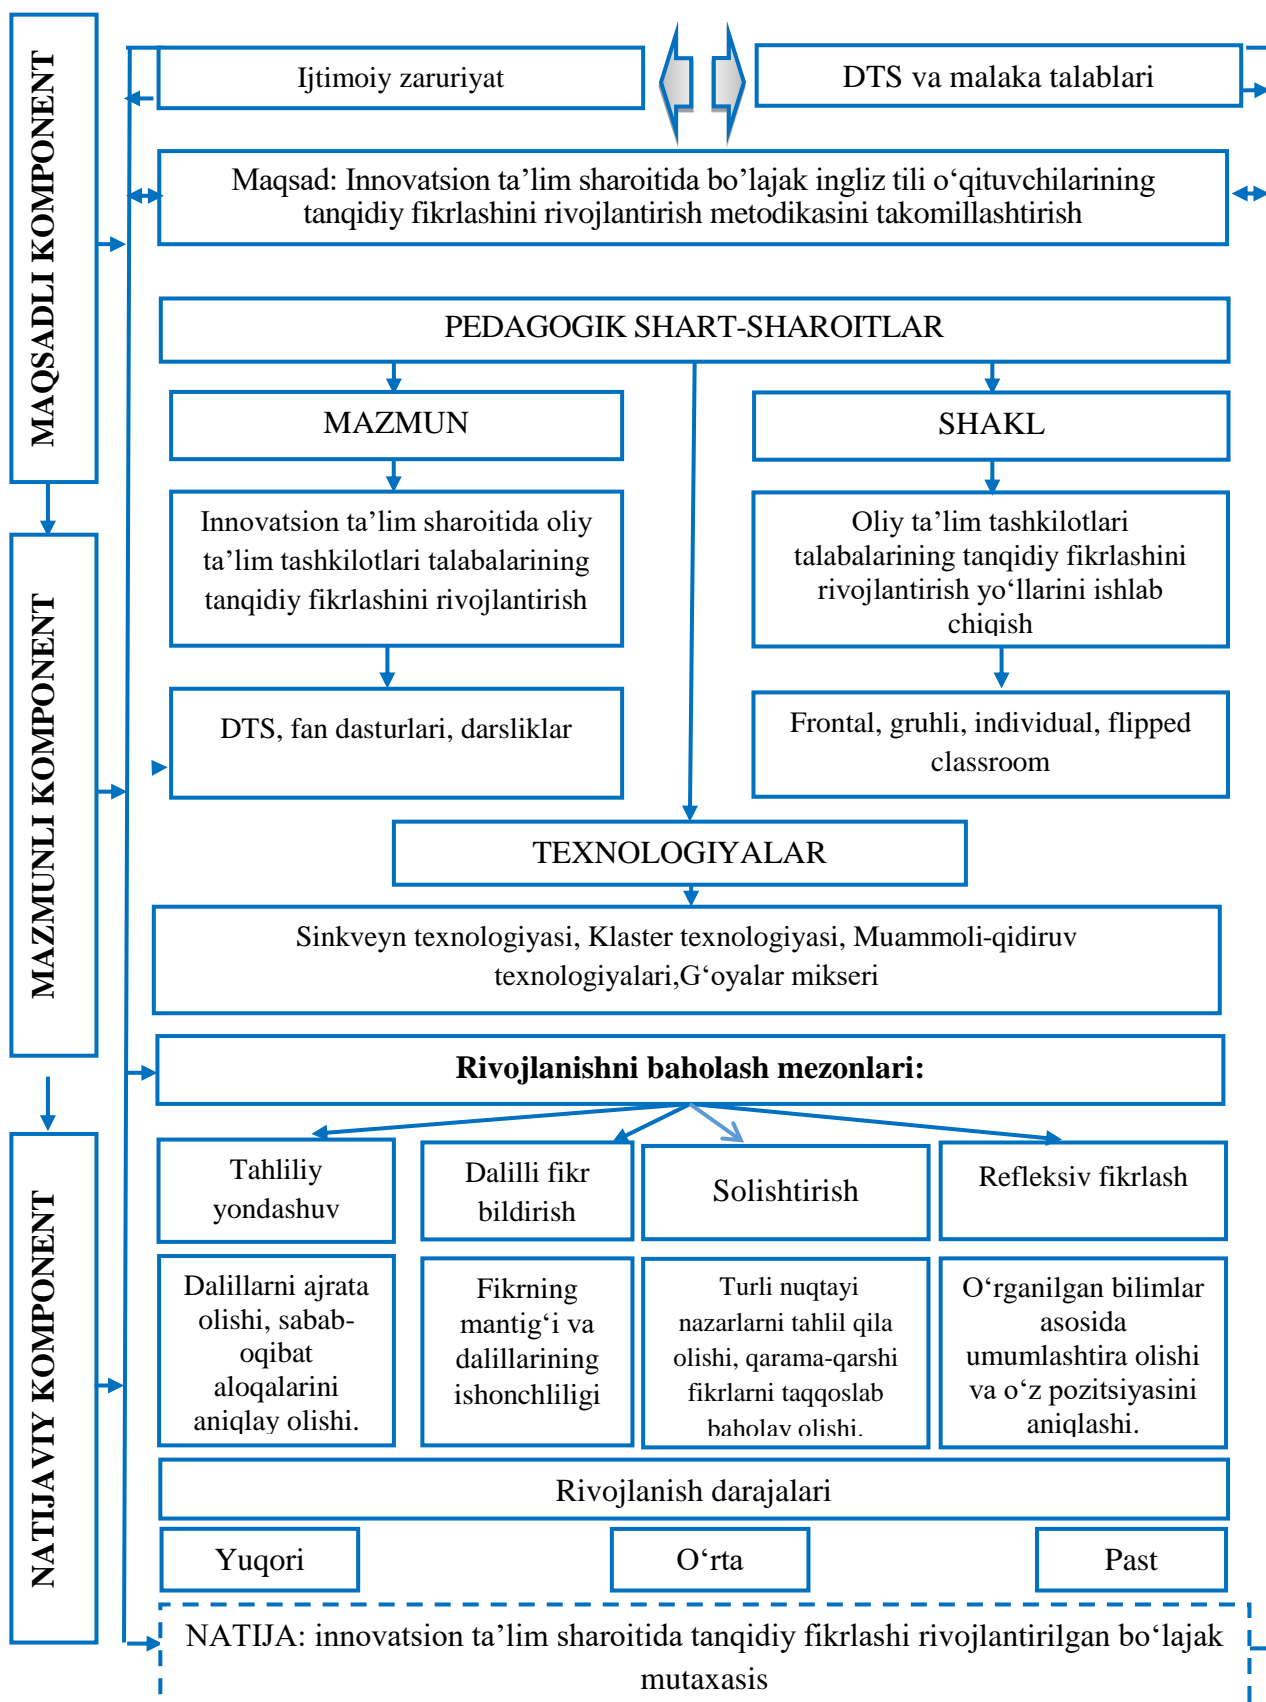 MAQSADLI KOMPONENT
Ijtimoiy zaruriyat
DTS va malaka talablari
Maqsad: Innovatsion ta’lim sharoitida bo’lajak ingliz tili o‘qituvchilarining
tanqidiy fikrlashini rivojlantirish metodikasini takomillashtirish
PEDAGOGIK SHART-SHAROITLAR
MAZMUN
SHAKL
MAZMUNLI KOMPONENT
Innovatsion ta’lim sharoitida oliy
ta’lim tashkilotlari talabalarining
tanqidiy fikrlashini rivojlantirish
Oliy ta’lim tashkilotlari
talabalarining tanqidiy fikrlashini
rivojlantirish yo‘llarini ishlab
chiqish
DTS, fan dasturlari, darsliklar
Frontal, gruhli, individual, flipped
classroom
TEXNOLOGIYALAR
Sinkveyn texnologiyasi, Klaster texnologiyasi, Muammoli-qidiruv
texnologiyalari,G‘oyalar mikseri
Rivojlanishni baholash mezonlari:
NATIJAVIY KOMPONENT
Tahliliy
yondashuv
Dalilli fikr
bildirish
Solishtirish
Refleksiv fikrlash
Dalillarni ajrata
olishi, sabab-
oqibat
aloqalarini
aniqlay olishi.
Fikrning
mantig‘i va
dalillarining
ishonchliligi
Turli nuqtayi
nazarlarni tahlil qila
olishi, qarama-qarshi
fikrlarni taqqoslab
baholay olishi.
O‘rganilgan bilimlar
asosida
umumlashtira olishi
va o‘z pozitsiyasini
aniqlashi.
Rivojlanish darajalari
Yuqori
O‘rta
Past
NATIJA: innovatsion ta’lim sharoitida tanqidiy fikrlashi rivojlantirilgan bo‘lajak
mutaxasis